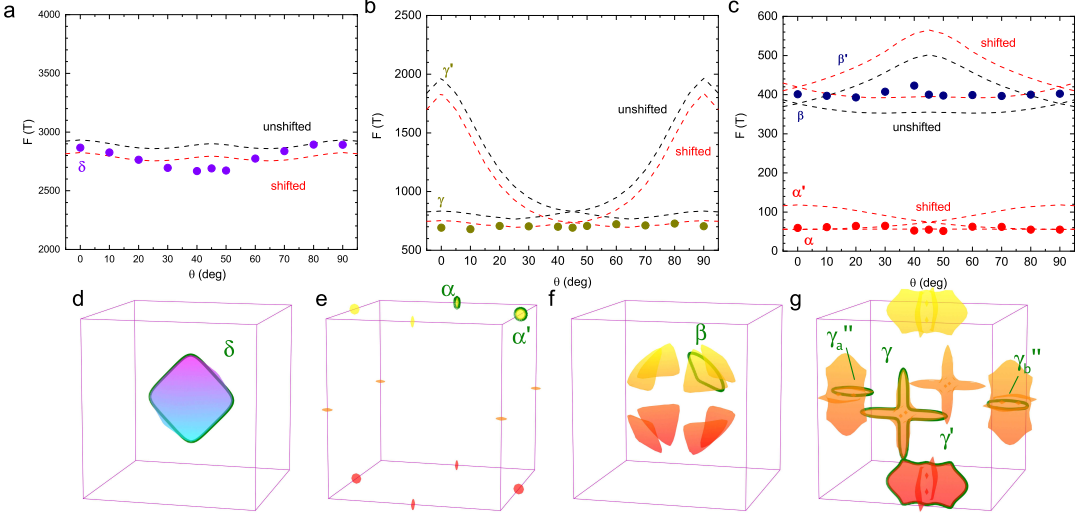 a
4000
3500
3000
2500
2000
F (T)
unshifted
shifted
δ
0 10 20 30 40 50 60 70 80 90
θ (deg)
b
2500
2000
1500
1000
500
F (T)
γ'
γ
unshifted
shifted
0 10 20 30 40 50 60 70 80 90
θ (deg)
c
600
500
400
300
200
100
0
F (T)
β'
β
shifted
unshifted
α'
shifted
α
0 10 20 30 40 50 60 70 80 90
θ (deg)
d
δ
e
α
α'
f
β
g
γa''
γ
γb''
γ'